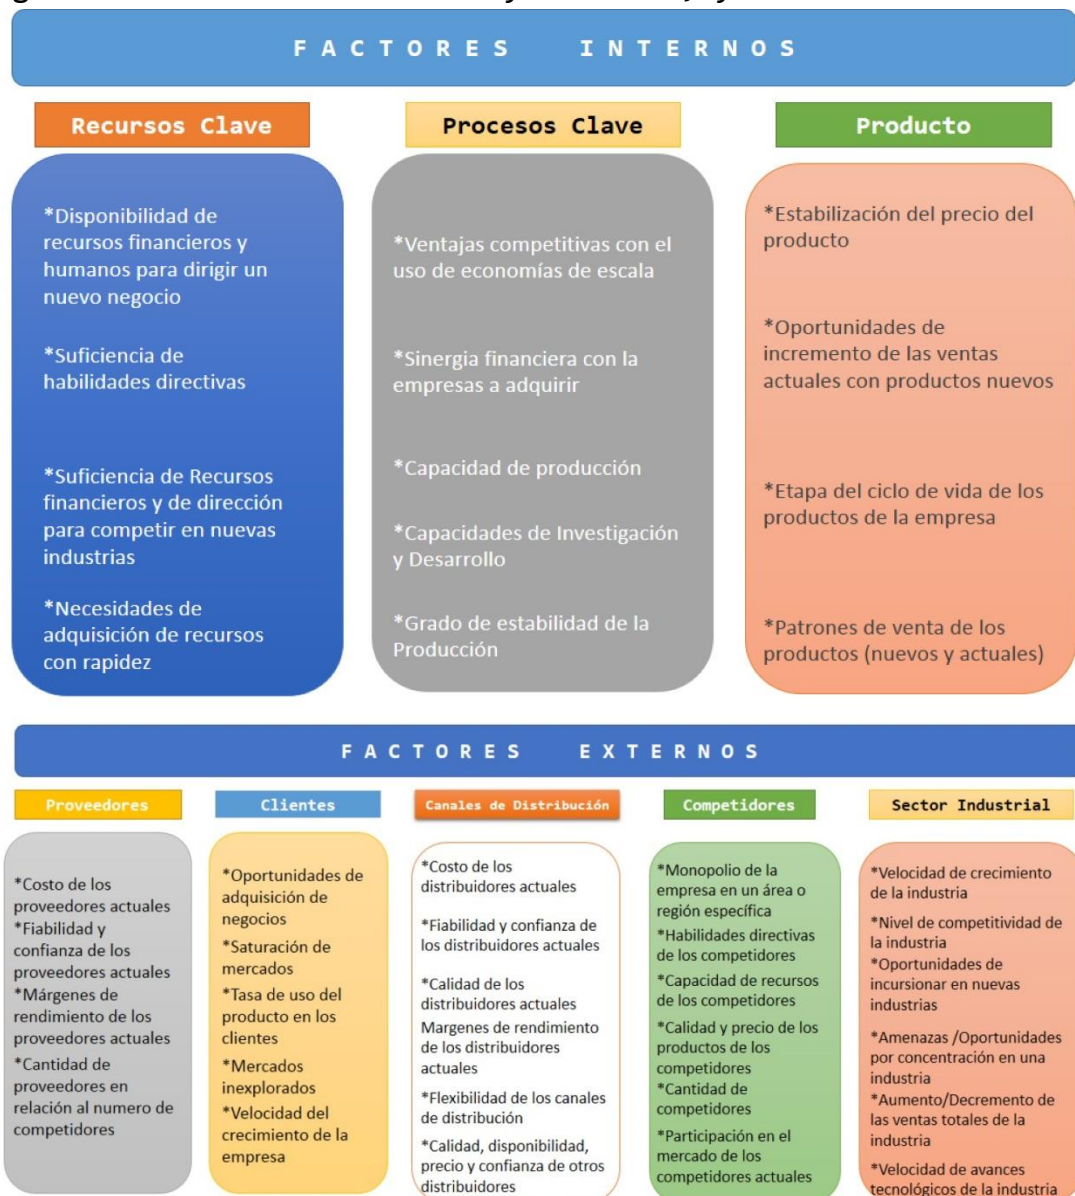 FACTORES INTERNOS
Recursos Clave
*Disponibilidad de
recursos financieros y
humanos para dirigir un
nuevo negocio
*Suficiencia de
habilidades directivas
*Suficiencia de Recursos
financieros y de dirección
para competir en nuevas
industrias
*Necesidades de
adquisición de recursos
con rapidez
Procesos Clave
*Ventajas competitivas con el
uso de economías de escala
*Sinergia financiera con la
empresas a adquirir
*Capacidad de producción
*Capacidades de Investigación
y Desarrollo
*Grado de estabilidad de la
Producción
Producto
*Estabilización del precio del
producto
*Oportunidades de
incremento de las ventas
actuales con productos nuevos
*Etapa del ciclo de vida de los
productos de la empresa
*Patrones de venta de los
productos (nuevos y actuales)
FACTORES EXTERNOS
Proveedores
*Costo de los
proveedores actuales
*Fiabilidad y
confianza de los
proveedores actuales
*Márgenes de
rendimiento de los
proveedores actuales
*Cantidad de
proveedores en
relación al numero de
competidores
Clientes
*Oportunidades de
adquisición de
negocios
*Saturación de
mercados
*Tasa de uso del
producto en los
clientes
*Mercados
inexplorados
*Velocidad del
crecimiento de la
empresa
Canales de Distribución
*Costo de los
distribuidores actuales
*Fiabilidad y confianza de
los distribuidores actuales
*Calidad de los
distribuidores actuales
Margenes de rendimiento
de los distribuidores
actuales
*Flexibilidad de los canales
de distribución
*Calidad, disponibilidad,
precio y confianza de otros
distribuidores
Competidores
*Monopolio de la
empresa en un área o
región específica
*Habilidades directivas
de los competidores
*Capacidad de recursos
de los competidores
*Calidad y precio de los
productos de los
competidores
*Cantidad de
competidores
*Participación en el
mercado de los
competidores actuales
Sector Industrial
*Velocidad de crecimiento
de la industria
*Nivel de competitividad de
la industria
*Oportunidades de
incursionar en nuevas
industrias
*Amenazas /Oportunidades
por concentración en una
industria
*Aumento/Decremento de
las ventas totales de la
industria
*Velocidad de avances
tecnológicos de la industria